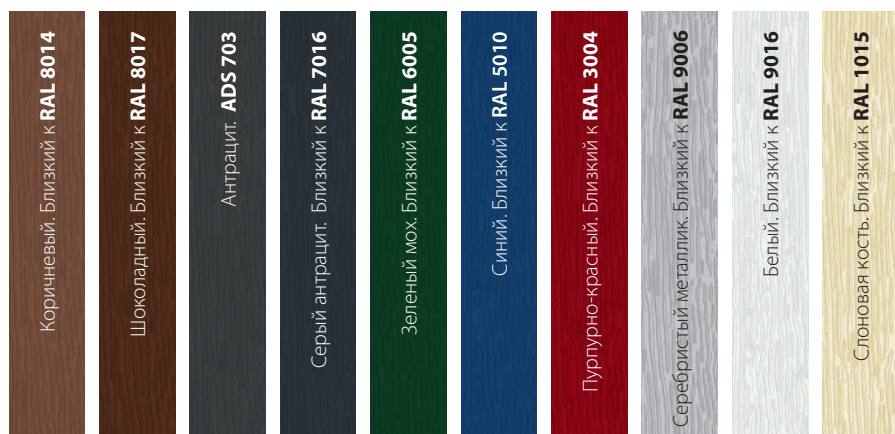 Коричневый. Близкий к RAL 8014
Шоколадный. Близкий к RAL 8017
Антрацит. ADS 703
Серый антрацит. Близкий к RAL 7016
Зеленый мох. Близкий к RAL 6005
Синий. Близкий к RAL 5010
Пурпурно-красный. Близкий к RAL 3004
Серебристый металлик. Близкий к RAL 9006
Белый. Близкий к RAL 9016
Слоновая кость. Близкий к RAL 1015